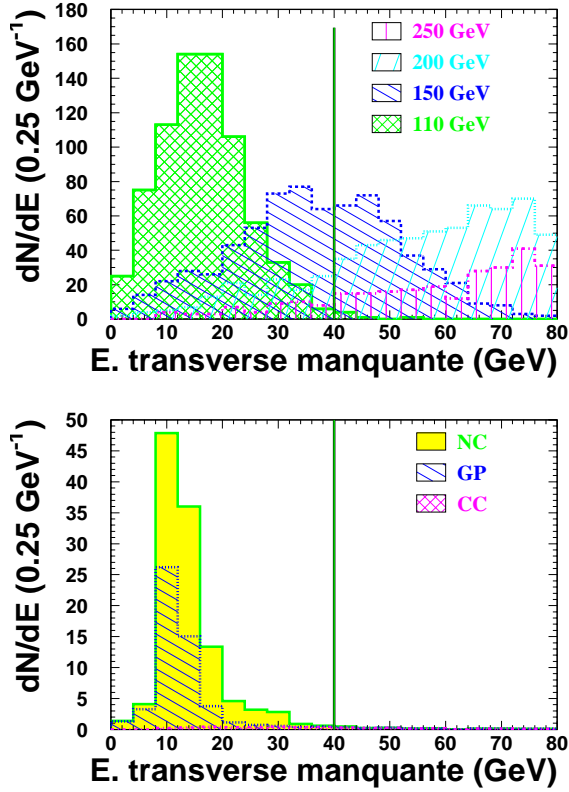 dN/dE (0.25 GeV⁻¹)
180
160
140
120
100
80
60
40
20
0
250 GeV
200 GeV
150 GeV
110 GeV
0 10 20 30 40 50 60 70 80
E. transverse manquante (GeV)
dN/dE (0.25 GeV⁻¹)
50
45
40
35
30
25
20
15
10
5
0
NC
GP
CC
0 10 20 30 40 50 60 70 80
E. transverse manquante (GeV)